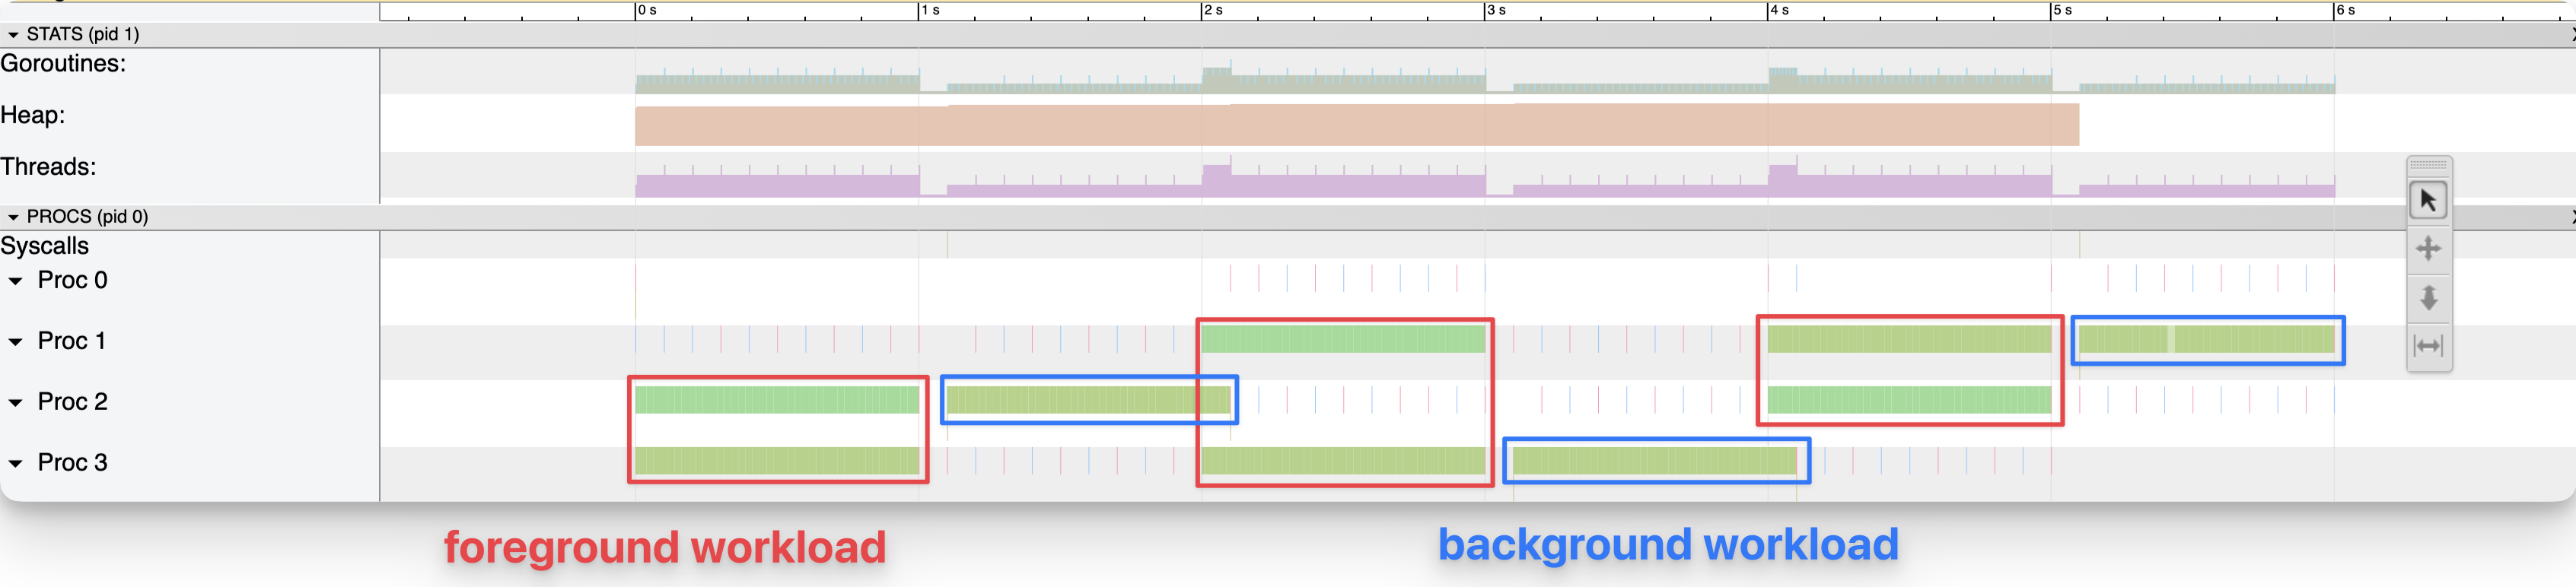 0 s 1 s 2 s 3 s 4 s 5 s 6 s
STATS (pid 1)
Goroutines:
Heap:
Threads:
PROCS (pid 0)
Syscalls
Proc 0
Proc 1
Proc 2
Proc 3
foreground workload
background workload